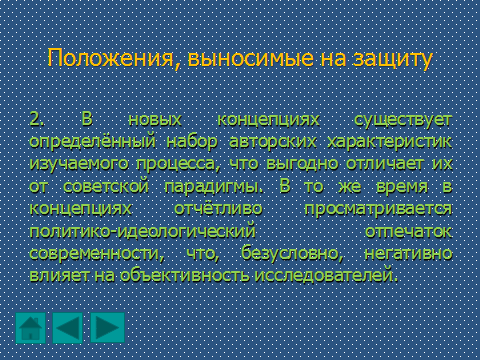 Положения, выносимые на защиту
2. В новых концепциях существует
определённый набор авторских характеристик
изучаемого процесса, что выгодно отличает их
от советской парадигмы. В то же время в
концепциях отчётливо просматривается
политико-идеологический отпечаток
современности, что, безусловно, негативно
влияет на объективность исследователей.